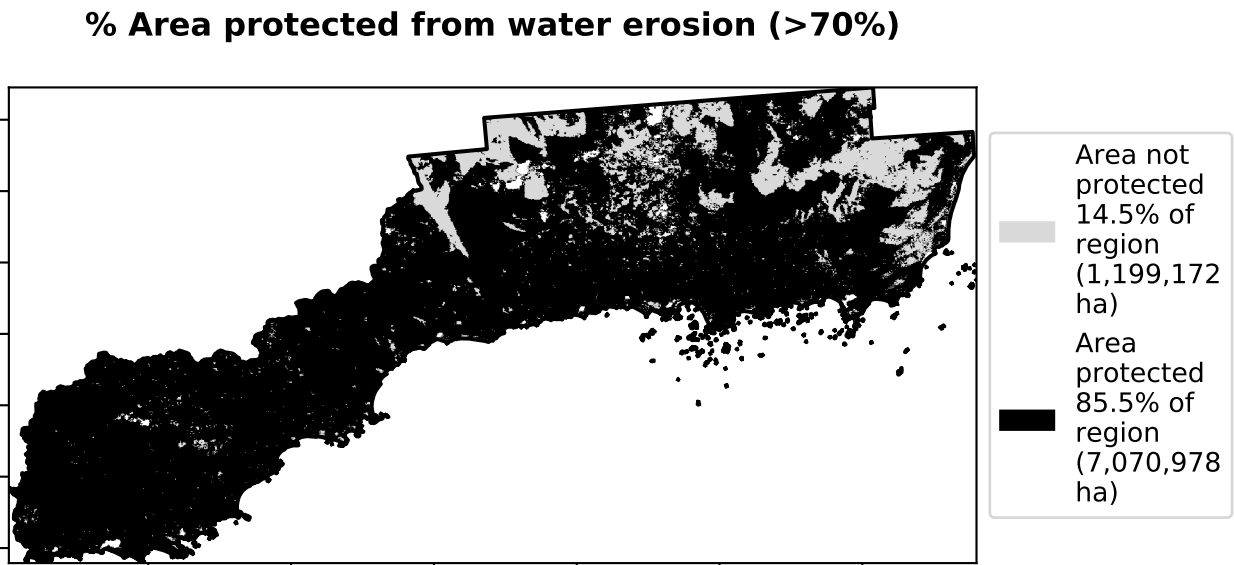 % Area protected from water erosion (>70%)
Area not
protected
14.5% of
region
(1,199,172
ha)
Area
protected
85.5% of
region
(7,070,978
ha)